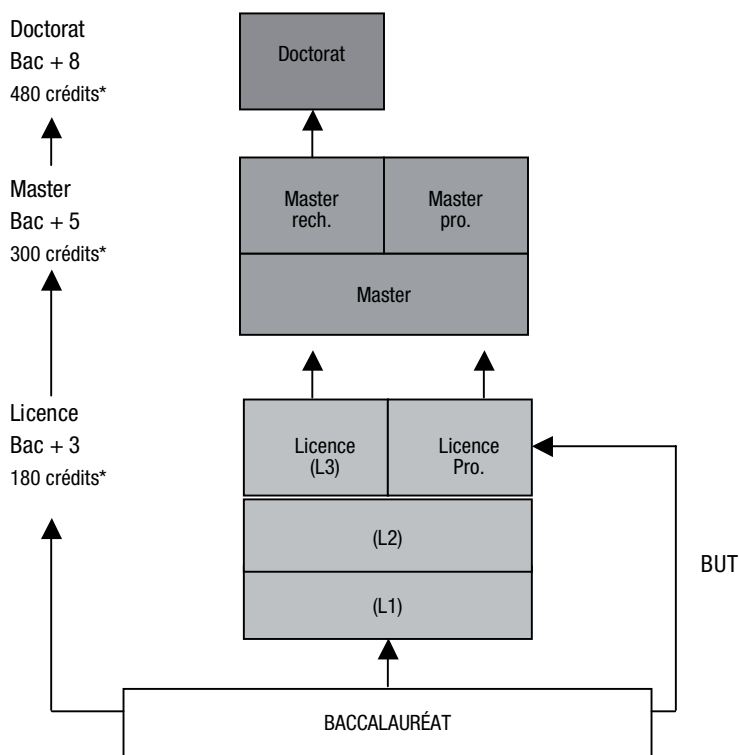 Doctorat
Bac + 8
480 crédits*
Doctorat
Master
Bac + 5
300 crédits*
Master
rech.
Master
pro.
Master
Licence
Bac + 3
180 crédits*
Licence
(L3)
Licence
Pro.
(L2)
(L1)
BUT
BACCALAURÉAT